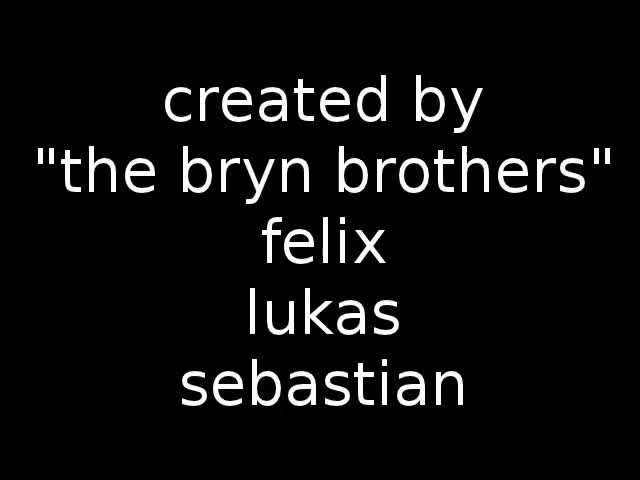 created by
"the bryn brothers"
felix
lukas
sebastian